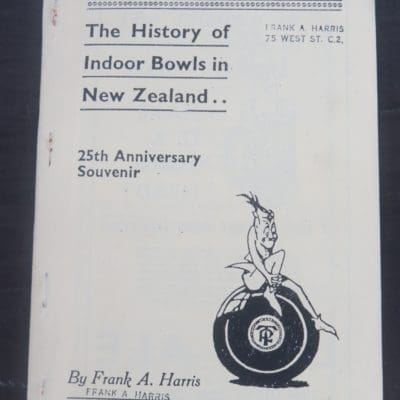 The History of
Indoor Bowls in
New Zealand..
FRANK A. HARRIS
75 WEST ST. C.2,
25th Anniversary
Souvenir
By Frank A. Harris
FRANK A. HARRIS